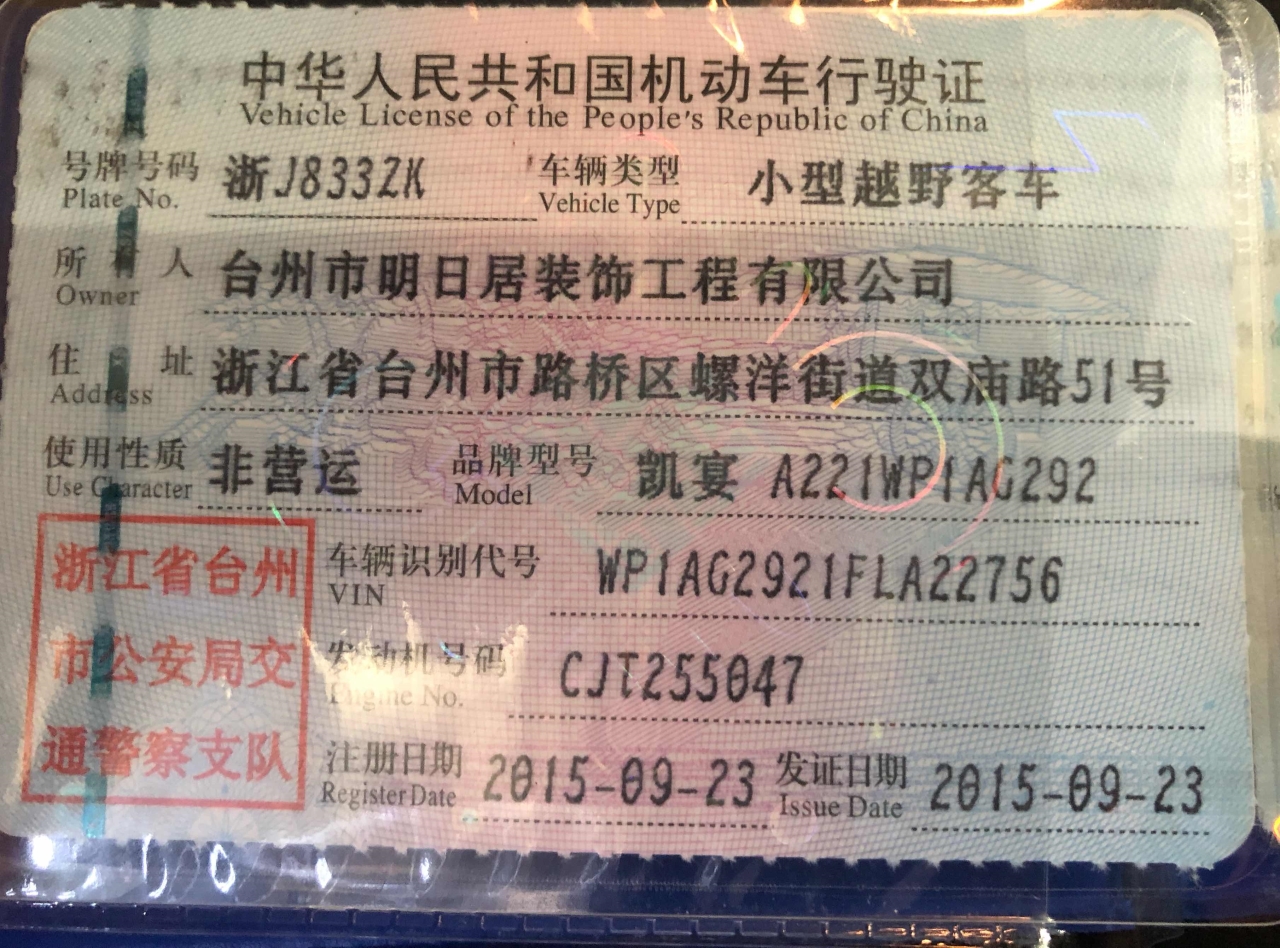 中华人民共和国机动车行驶证
Vehicle License of the People's Republic of China
号牌号码 浙J833ZK 车辆类型 小型越野客车
Plate No. Vehicle Type
所有人 台州市明日居装饰工程有限公司
Owner
住址 浙江省台州市路桥区螺洋街道双庙路51号
Address
使用性质 非营运 品牌型号 凯宴 A221WP1AG292
Use Character Model
浙江省台州
市公安局交
通警察支队
车辆识别代号 WP1AG2921FLA22756
VIN
发动机号码 CJT255047
Engine No.
注册日期 2015-09-23 发证日期 2015-09-23
Register Date Issue Date